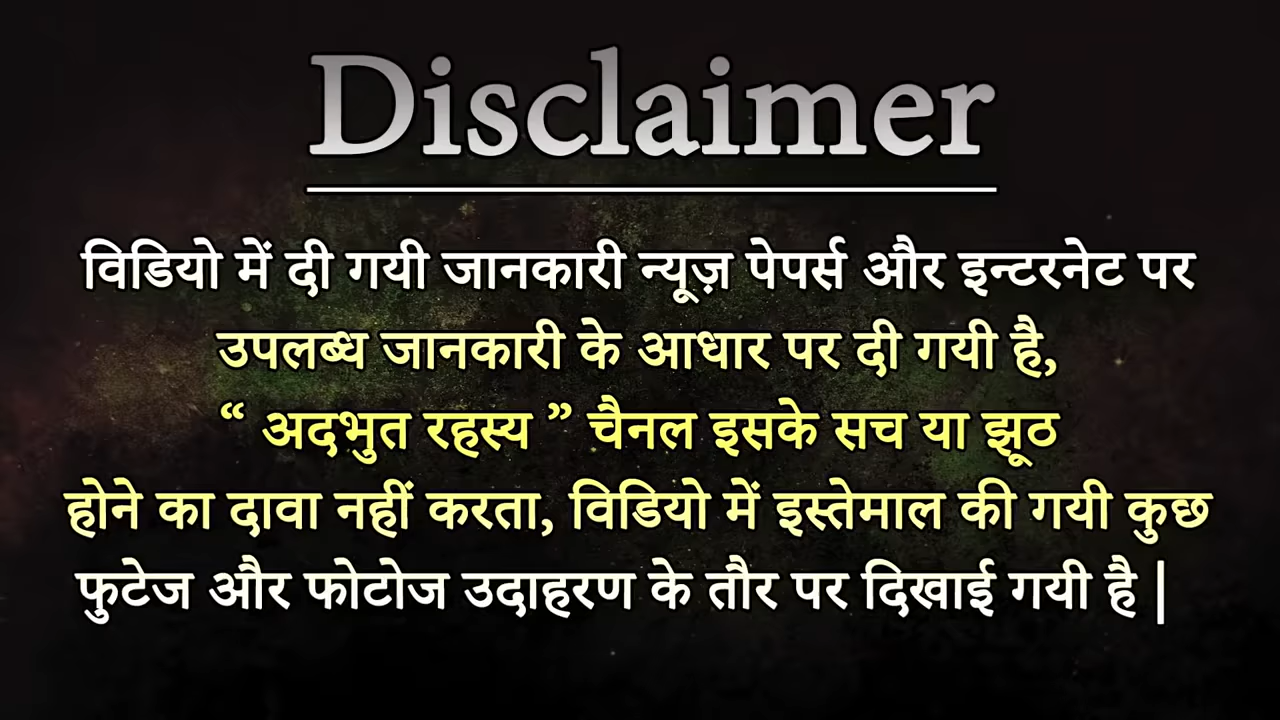 Disclaimer
विडियो में दी गयी जानकारी न्यूज़ पेपर्स और इन्टरनेट पर
उपलब्ध जानकारी के आधार पर दी गयी है,
“ अदभुत रहस्य ” चैनल इसके सच या झूठ
होने का दावा नहीं करता, विडियो में इस्तेमाल की गयी कुछ
फुटेज और फोटोज उदाहरण के तौर पर दिखाई गयी है |